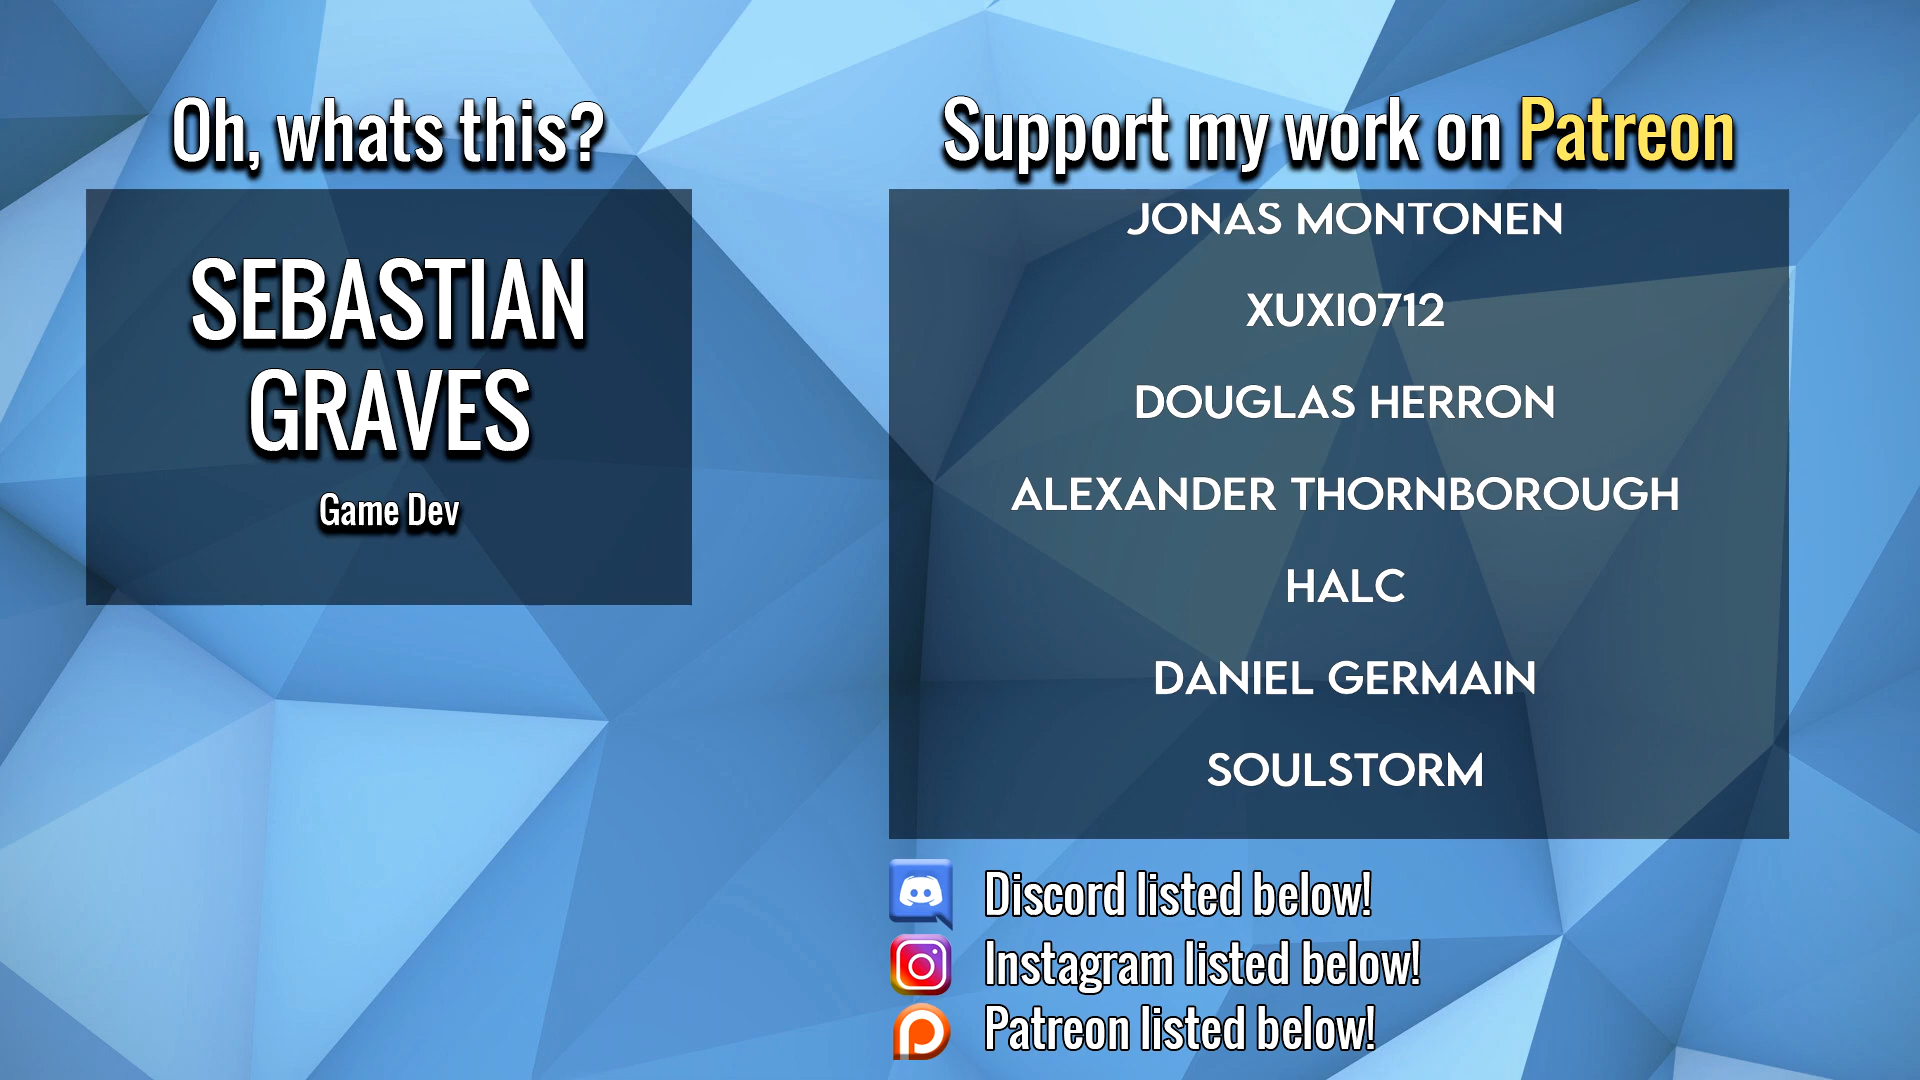 Oh, whats this?
SEBASTIAN
GRAVES
Game Dev
Support my work on Patreon
JONAS MONTONEN
XUXI0712
DOUGLAS HERRON
ALEXANDER THORNBOROUGH
HALC
DANIEL GERMAIN
SOULSTORM
Discord listed below!
Instagram listed below!
Patreon listed below!